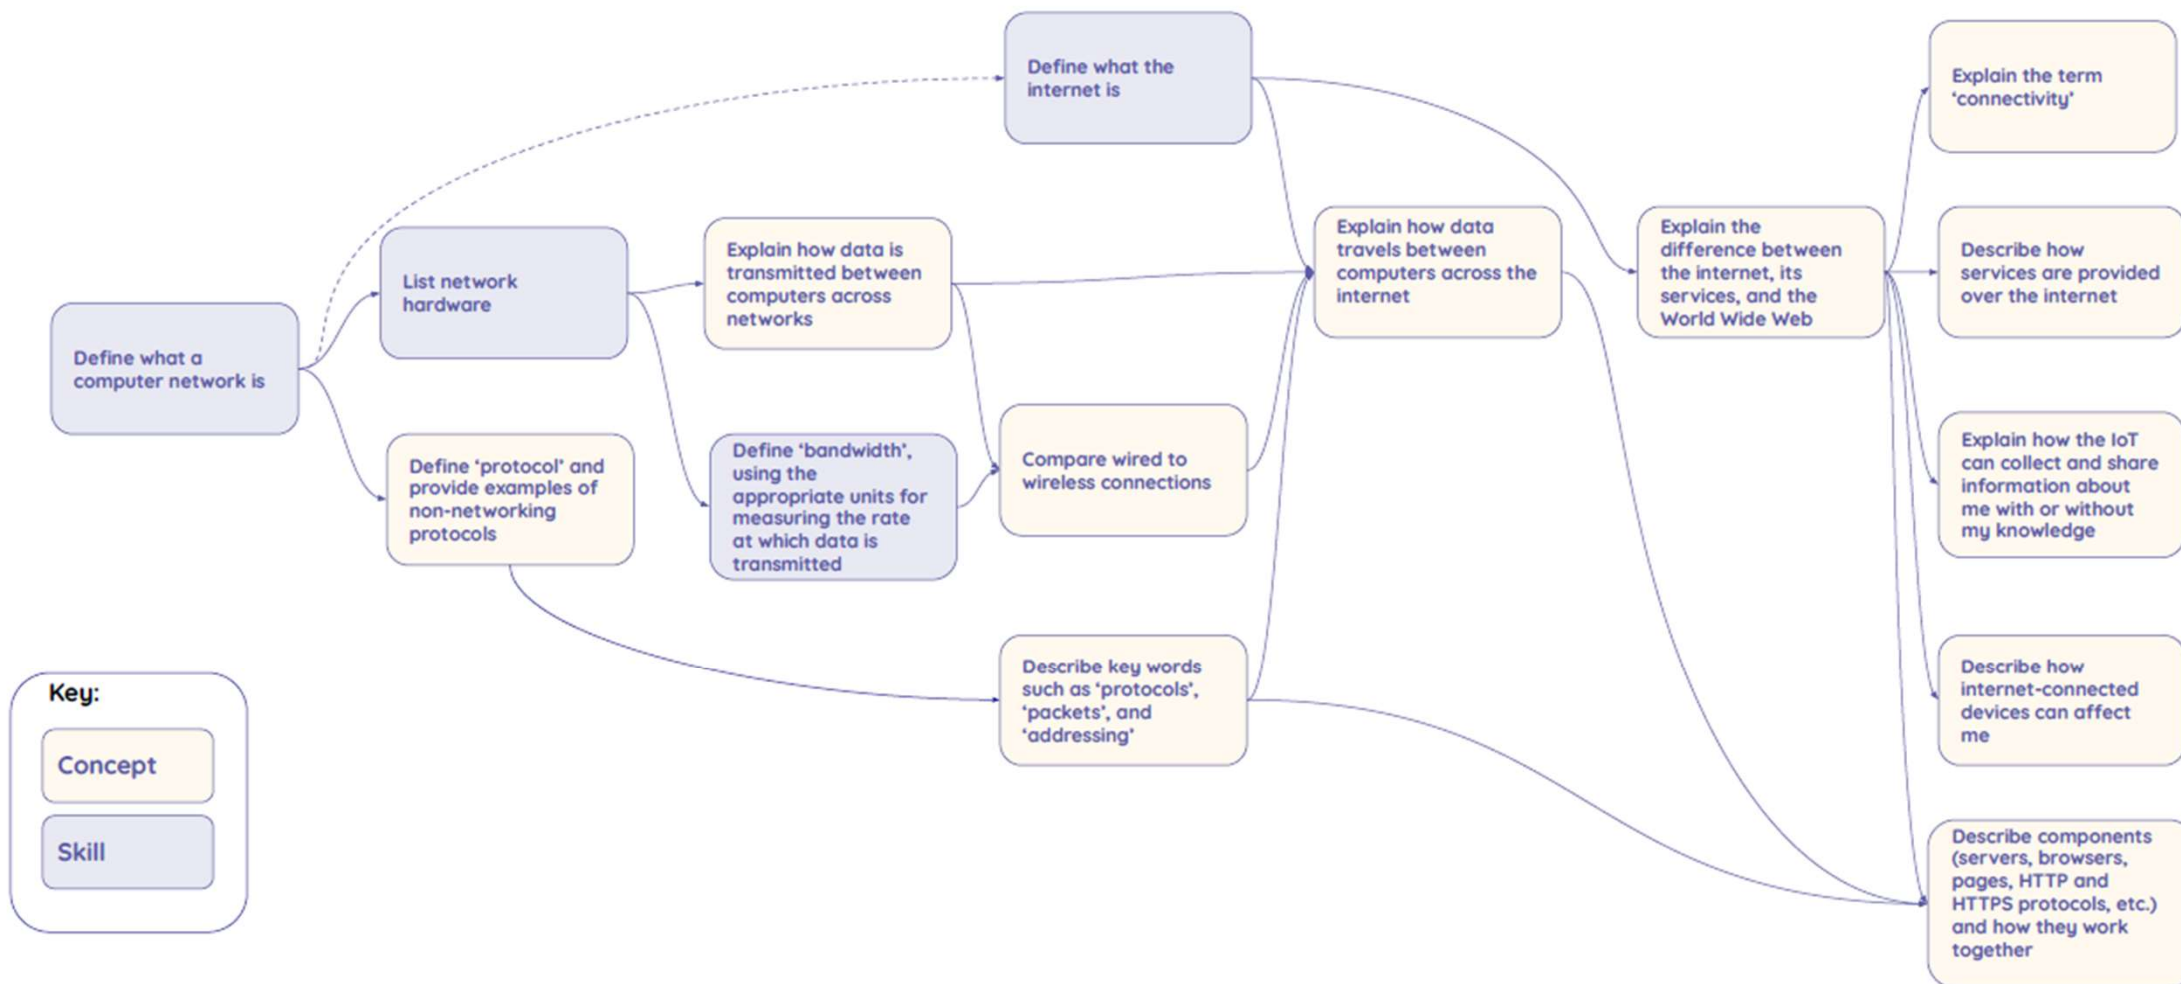 Define what a
computer network is
List network
hardware
Define ‘protocol’ and
provide examples of
non-networking
protocols
Explain how data is
transmitted between
computers across
networks
Define ‘bandwidth’,
using the
appropriate units for
measuring the rate
at which data is
transmitted
Define what the
internet is
Compare wired to
wireless connections
Describe key words
such as ‘protocols’,
‘packets’, and
‘addressing’
Explain how data
travels between
computers across the
internet
Explain the
difference between
the internet, its
services, and the
World Wide Web
Explain the term
‘connectivity’
Describe how
services are provided
over the internet
Explain how the IoT
can collect and share
information about
me with or without
my knowledge
Describe how
internet-connected
devices can affect
me
Describe components
(servers, browsers,
pages, HTTP and
HTTPS protocols, etc.)
and how they work
together
Key:
Concept
Skill